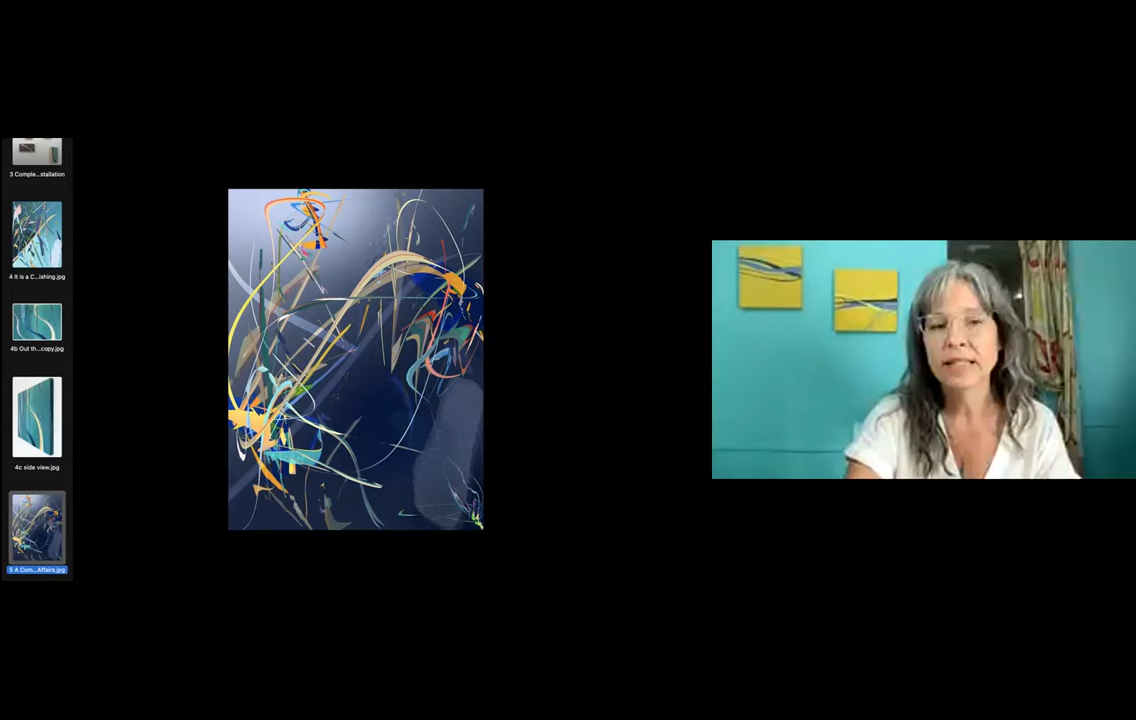 3 Comple...stallation
4 It is a C...ishing.jpg
4b Out th...copy.jpg
4c side view.jpg
5 A Com...Affairs.jpg